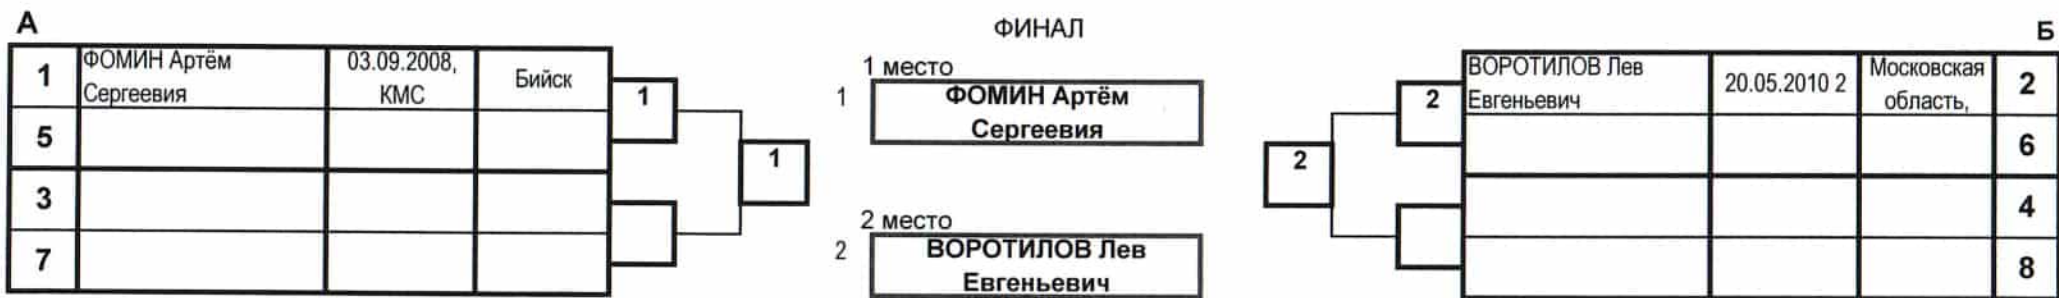 А
ФИНАЛ
Б
1 ФОМИН Артём Сергеевия 03.09.2008, КМС Бийск
5
3
7
1
1
1 место
1 ФОМИН Артём
Сергеевия
2 место
2 ВОРОТИЛОВ Лев
Евгеньевич
2
2
ВОРОТИЛОВ Лев Евгеньевич 20.05.2010 2 Московская область, 2
6
4
8